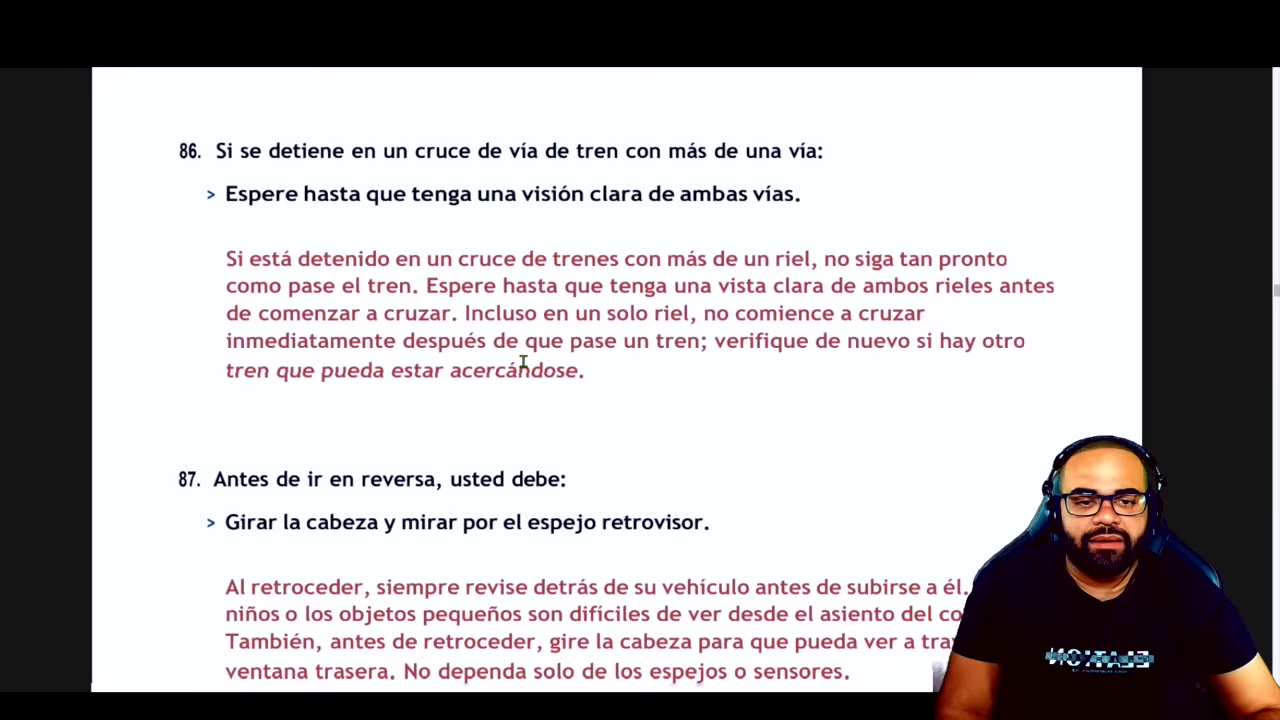 86. Si se detiene en un cruce de vía de tren con más de una vía:
> Espere hasta que tenga una visión clara de ambas vías.
Si está detenido en un cruce de trenes con más de un riel, no siga tan pronto
como pase el tren. Espere hasta que tenga una vista clara de ambos rieles antes
de comenzar a cruzar. Incluso en un solo riel, no comience a cruzar
inmediatamente después de que pase un tren; verifique de nuevo si hay otro
tren que pueda estar acercándose.
87. Antes de ir en reversa, usted debe:
> Girar la cabeza y mirar por el espejo retrovisor.
Al retroceder, siempre revise detrás de su vehículo antes de subirse a él.
niños o los objetos pequeños son difíciles de ver desde el asiento del co
También, antes de retroceder, gire la cabeza para que pueda ver a tra
ventana trasera. No dependa solo de los espejos o sensores.